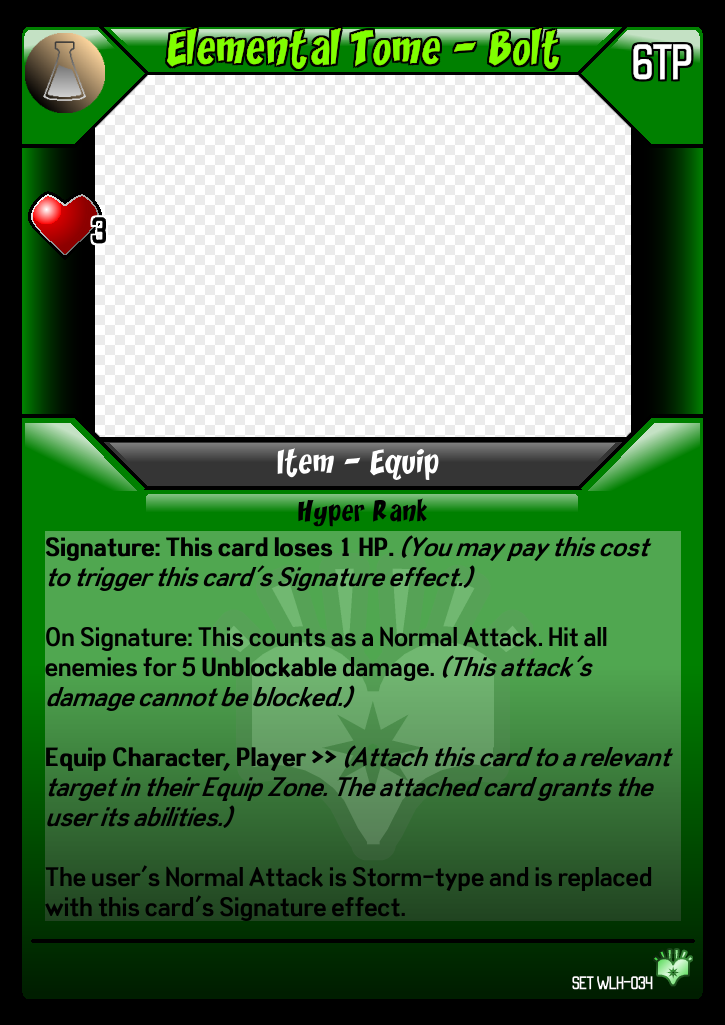 Elemental Tome - Bolt
6TP
3
Item - Equip
Hyper Rank
Signature: This card loses 1 HP. (You may pay this cost
to trigger this card's Signature effect.)
On Signature: This counts as a Normal Attack. Hit all
enemies for 5 Unblockable damage. (This attack's
damage cannot be blocked.)
Equip Character, Player >> (Attach this card to a relevant
target in their Equip Zone. The attached card grants the
user its abilities.)
The user's Normal Attack is Storm-type and is replaced
with this card's Signature effect.
SET WLH-034